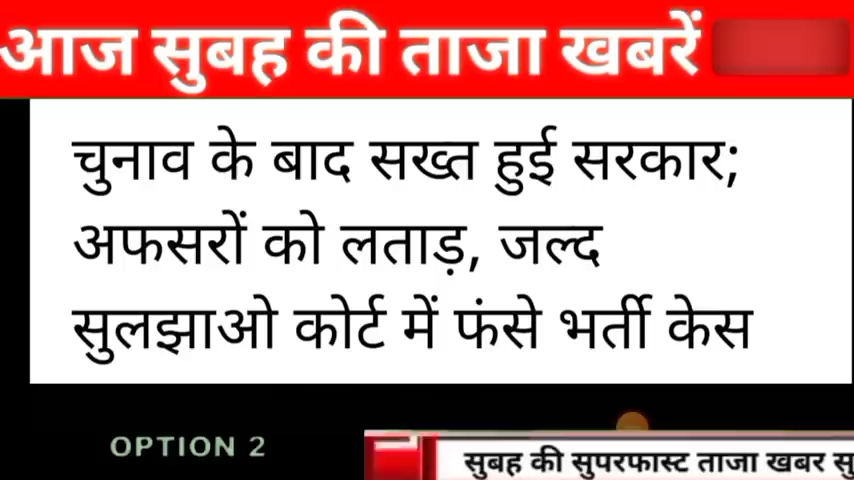 आज सुबह की ताजा खबरें
चुनाव के बाद सख्त हुई सरकार;
अफसरों को लताड़, जल्द
सुलझाओ कोर्ट में फंसे भर्ती केस
OPTION 2
सुबह की सुपरफास्ट ताजा खबर सु